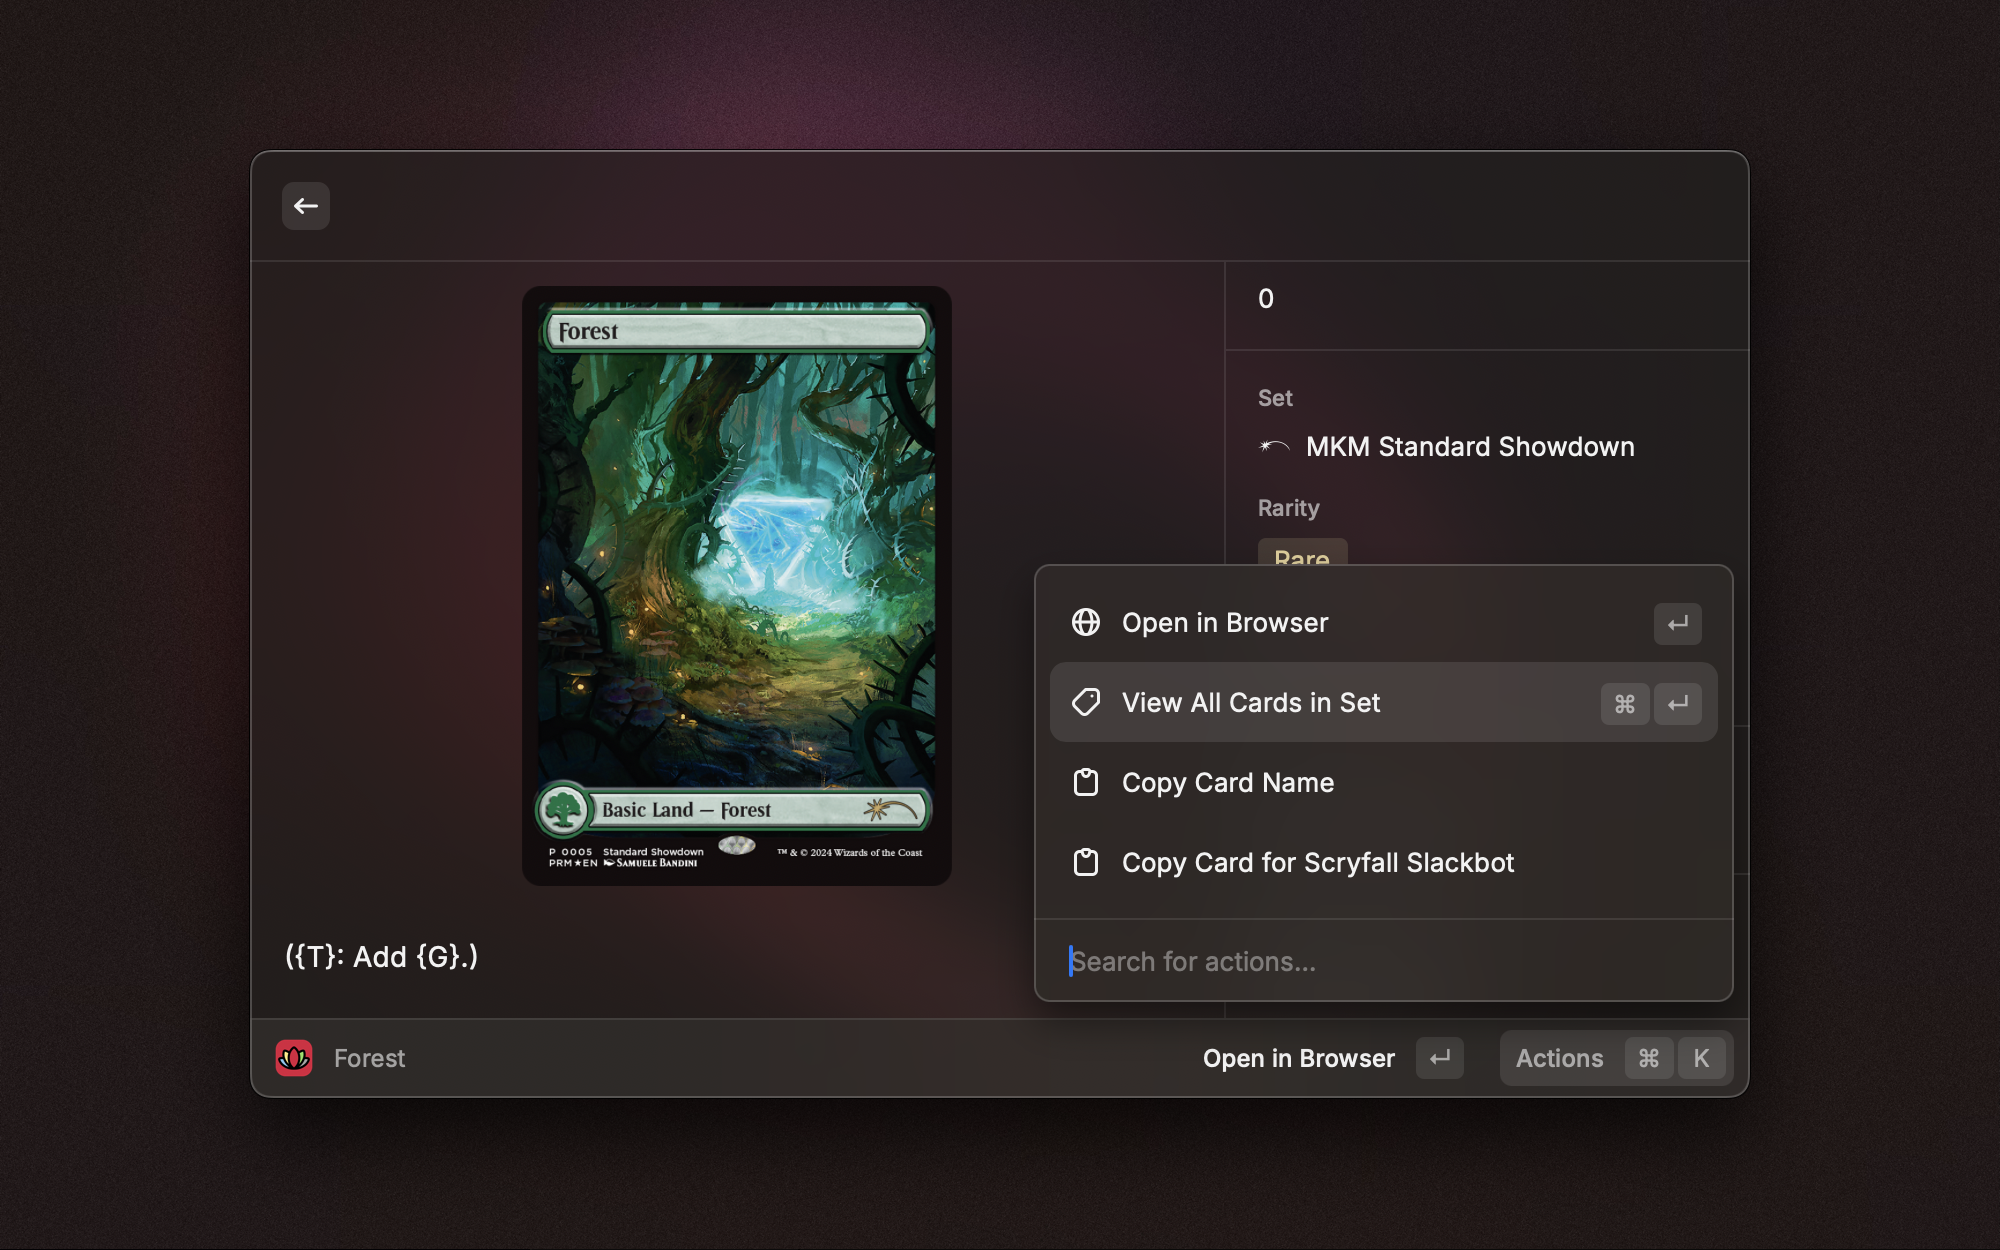 Forest
Basic Land — Forest
P 0005 Standard Showdown
PRM★EN SAMUELE BANDINI
™ & © 2024 Wizards of the Coast
({T}: Add {G}.)
0
Set
MKM Standard Showdown
Rarity
Rare
Open in Browser
View All Cards in Set ⌘
Copy Card Name
Copy Card for Scryfall Slackbot
Search for actions...
Forest
Open in Browser
Actions ⌘ K